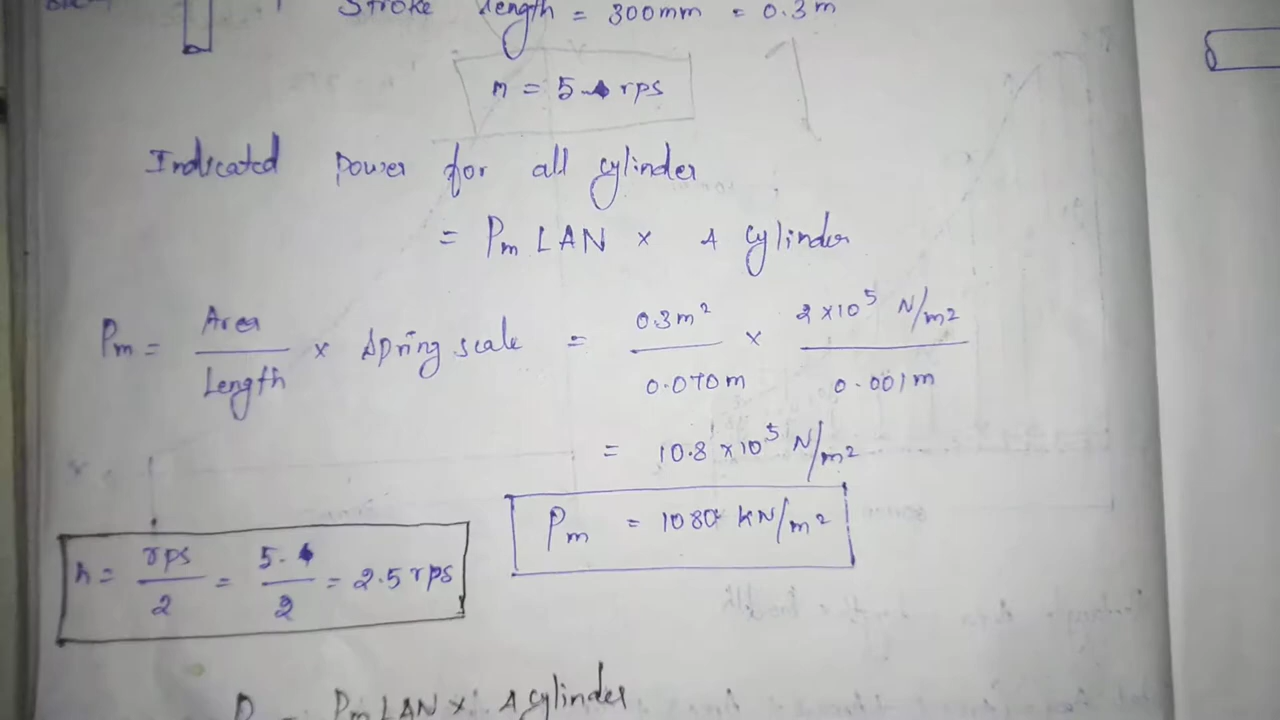 Stroke length = 300mm = 0.3m
n = 5 rps
Indicated power for all cylinder
= Pm LAN × 4 cylinder
Pm = Area / Length × spring scale = 0.3m² / 0.070m × 2×10⁵ N/m² / 0.001m
= 10.8×10⁵ N/m²
Pm = 1080 KN/m²
n = rps / 2 = 5. / 2 = 2.5 rps
Pm LAN × 4 cylinder